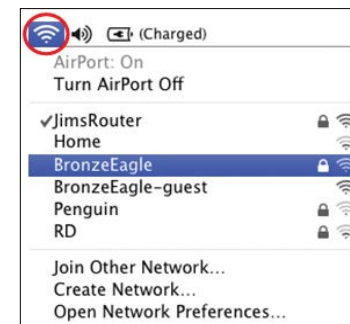 (Charged)
AirPort: On
Turn AirPort Off
✓JimsRouter
Home
BronzeEagle
BronzeEagle-guest
Penguin
RD
Join Other Network...
Create Network...
Open Network Preferences...